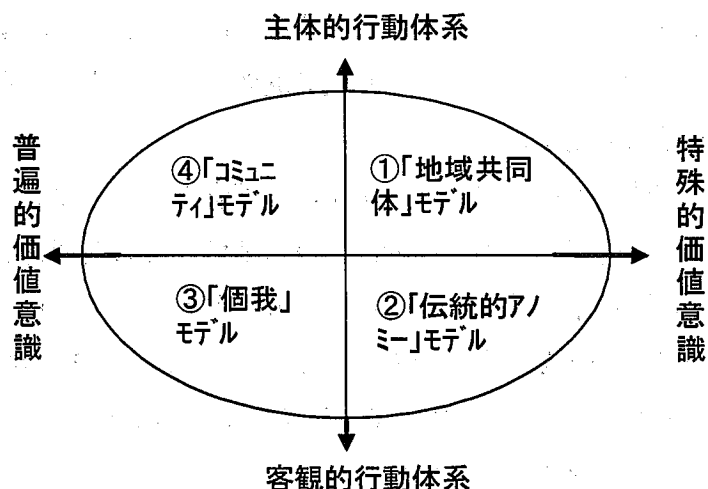 主体的行動体系
普遍的価値意識
④「コミュニ
ティ」モデル
①「地域共同
体」モデル
特殊的価値意識
③「個我」
モデル
②「伝統的アノ
ミー」モデル
客観的行動体系